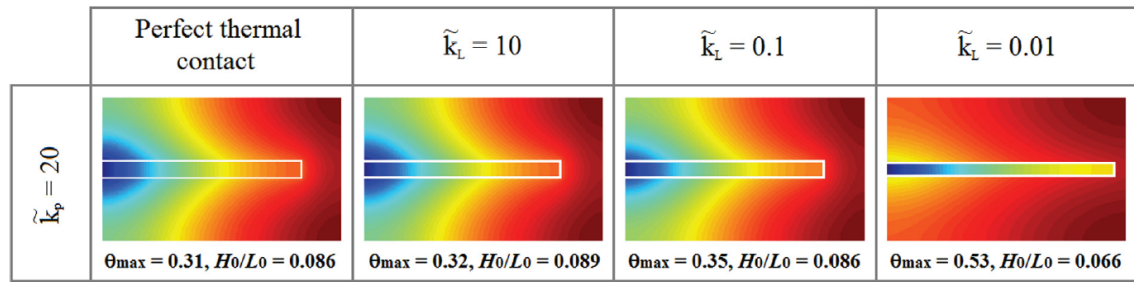 Perfect thermal
contact
k̃L = 10
k̃L = 0.1
k̃L = 0.01
k̃p = 20
θmax = 0.31, H0/L0 = 0.086
θmax = 0.32, H0/L0 = 0.089
θmax = 0.35, H0/L0 = 0.086
θmax = 0.53, H0/L0 = 0.066